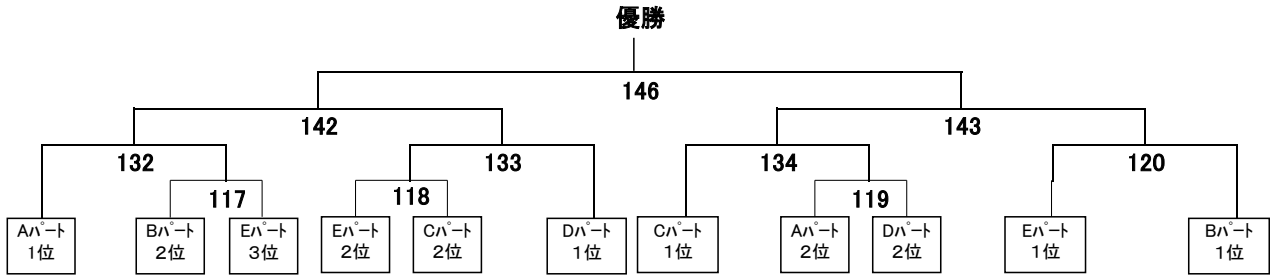 優勝
146
142 143
132 133 134 120
117 118 119
Aパート Bパート Eパート Eパート Cパート Dパート Cパート Aパート Dパート Eパート Bパート
1位 2位 3位 2位 2位 1位 1位 2位 2位 1位 1位